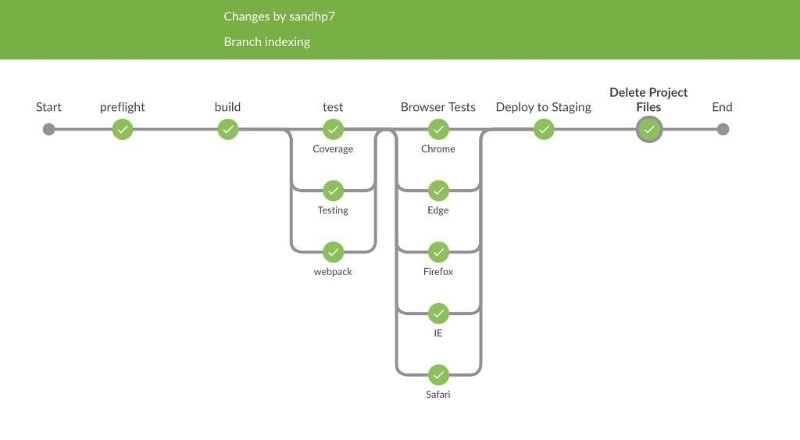 Changes by sandhp7
Branch indexing
Start
preflight
build
test
Browser Tests
Deploy to Staging
Delete Project
Files
End
Coverage
Chrome
Testing
Edge
webpack
Firefox
IE
Safari